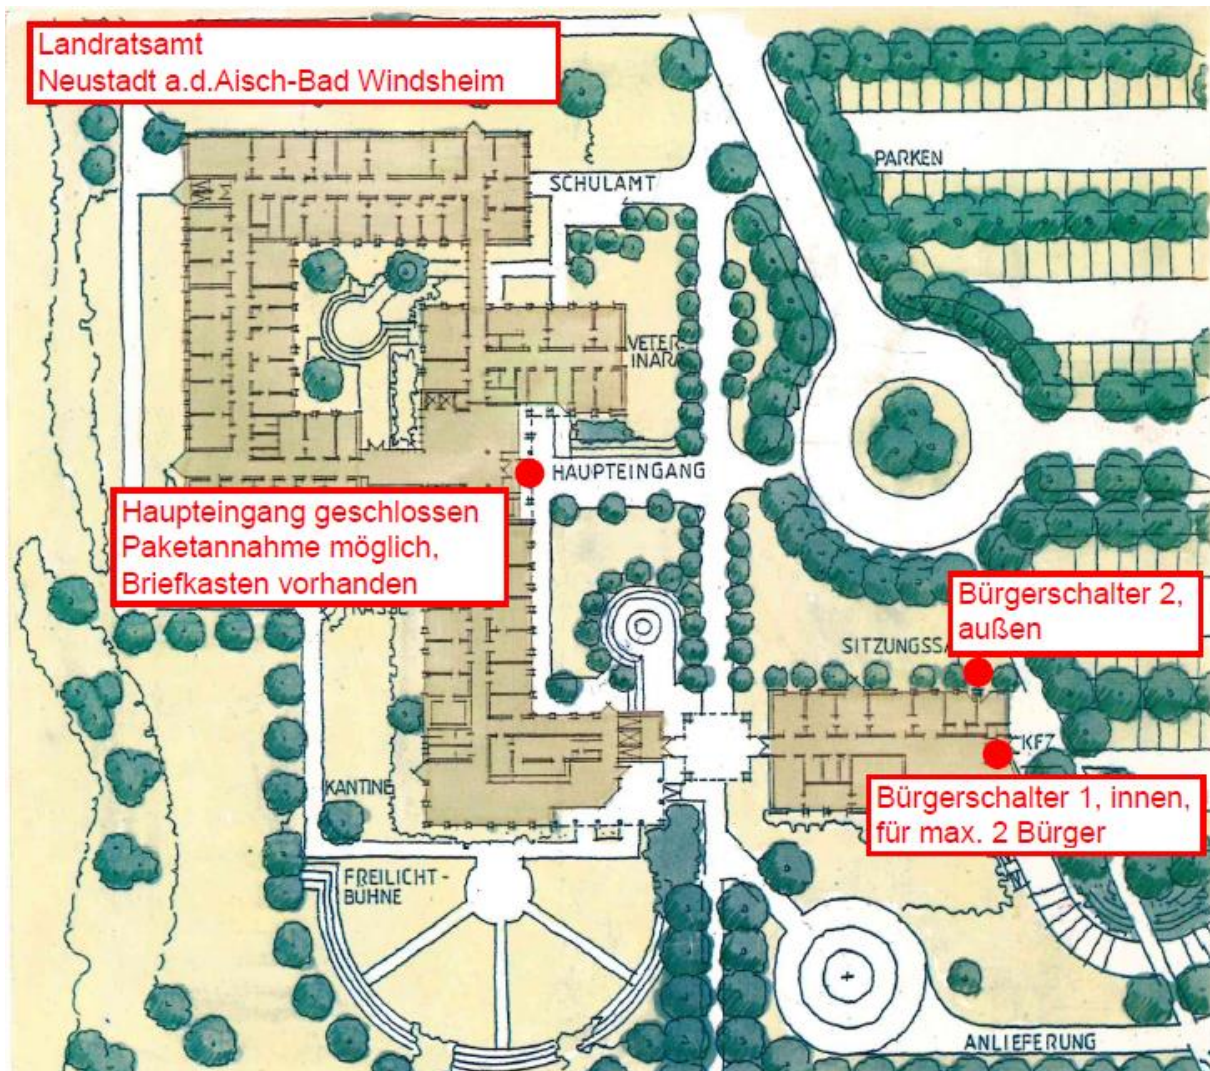 Landratsamt
Neustadt a.d.Aisch-Bad Windsheim
PARKEN
SCHULAMT
VETER
INARA
HAUPTEINGANG
Haupteingang geschlossen
Paketannahme möglich,
Briefkasten vorhanden
Bürgerschalter 2,
außen
SITZUNGSSA
KFZ
Bürgerschalter 1, innen,
für max. 2 Bürger
KANTINE
FREILICHT-
BÜHNE
ANLIEFERUNG